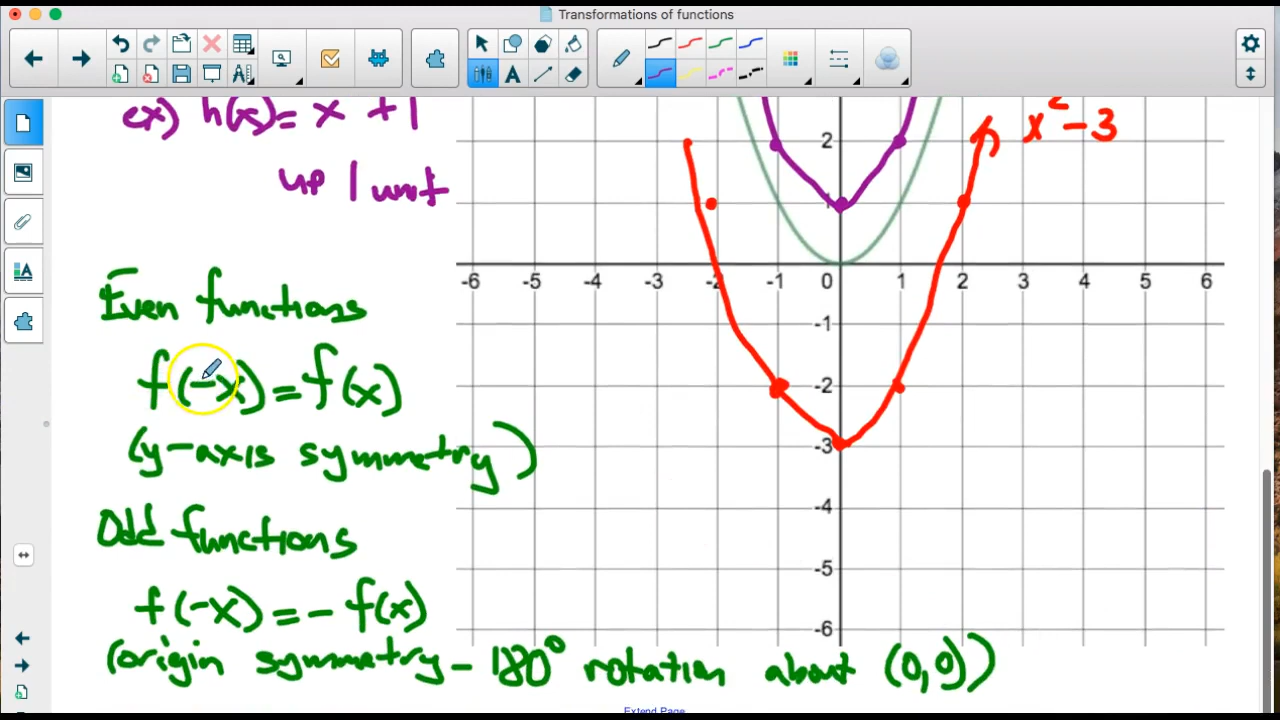 Transformations of functions
ex) h(x) = x + 1
up 1 unit
x² - 3
2
1
-6 -5 -4 -3 -2 -1 0 1 2 3 4 5 6
-1
-2
-3
-4
-5
-6
Even functions
f(-x) = f(x)
(y-axis symmetry)
Odd functions
f(-x) = - f(x)
(origin symmetry - 180° rotation about (0,0))
Extend Page